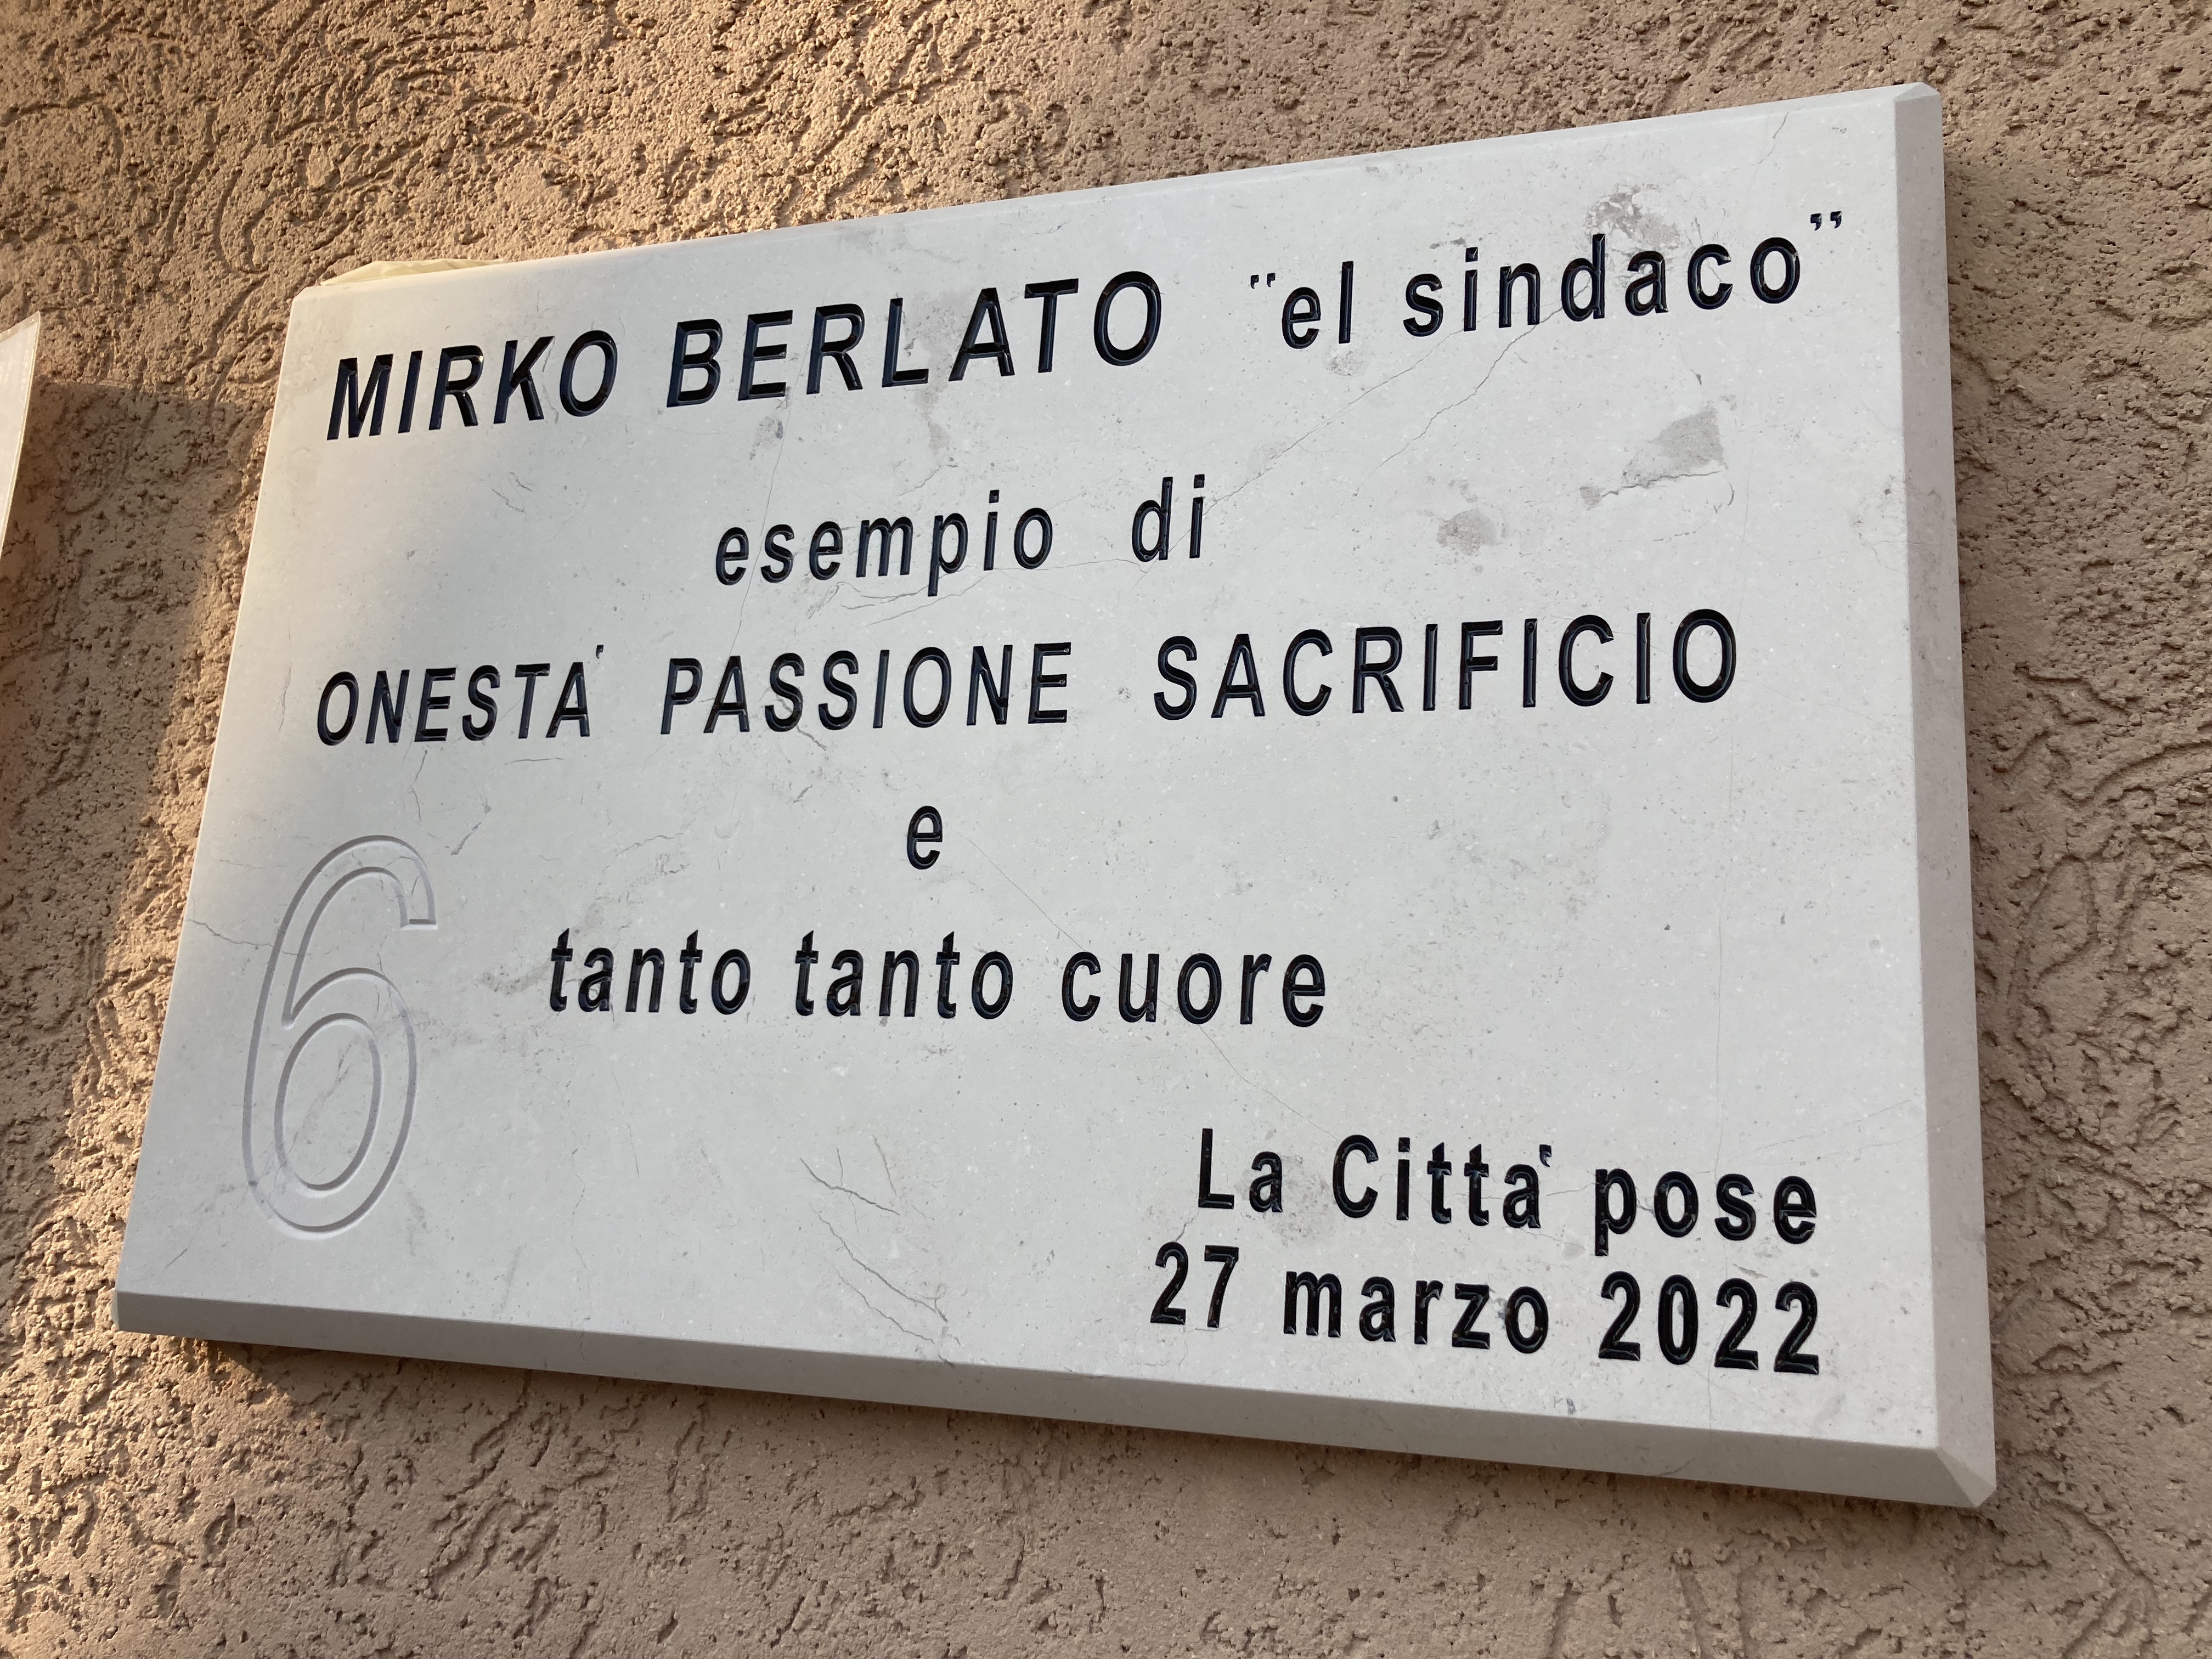 MIRKO BERLATO "el sindaco"
esempio di
ONESTA' PASSIONE SACRIFICIO
e
tanto tanto cuore
6
La Citta' pose
27 marzo 2022